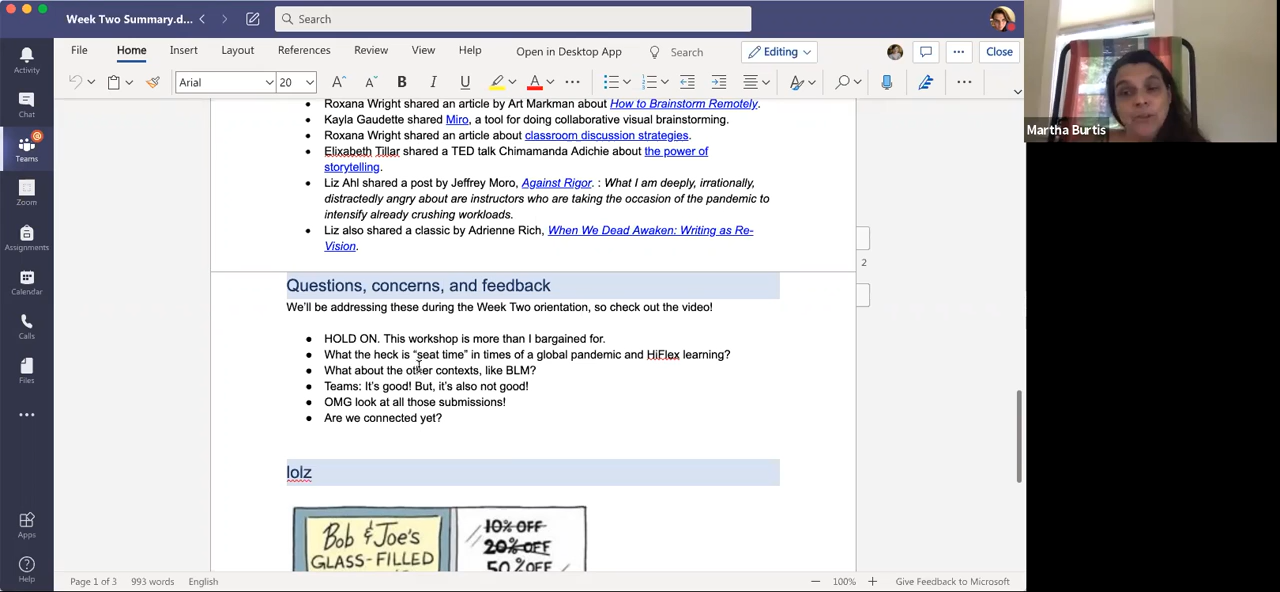 Week Two Summary.d...
Search
File
Home
Insert
Layout
References
Review
View
Help
Open in Desktop App
Search
Editing
Close
Arial
20
Activity
Chat
Teams
Zoom
Assignments
Calendar
Calls
Files
Apps
Help
Roxana Wright shared an article by Art Markman about How to Brainstorm Remotely.
Kayla Gaudette shared Miro, a tool for doing collaborative visual brainstorming.
Roxana Wright shared an article about classroom discussion strategies.
Elixabeth Tillar shared a TED talk Chimamanda Adichie about the power of
storytelling.
Liz Ahl shared a post by Jeffrey Moro, Against Rigor. : What I am deeply, irrationally,
distractedly angry about are instructors who are taking the occasion of the pandemic to
intensify already crushing workloads.
Liz also shared a classic by Adrienne Rich, When We Dead Awaken: Writing as Re-
Vision.
2
Questions, concerns, and feedback
We'll be addressing these during the Week Two orientation, so check out the video!
HOLD ON. This workshop is more than I bargained for.
What the heck is “seat time” in times of a global pandemic and HiFlex learning?
What about the other contexts, like BLM?
Teams: It's good! But, it's also not good!
OMG look at all those submissions!
Are we connected yet?
lolz
Bob & Joe's
GLASS-FILLED
10% OFF
20% OFF
50% OFF
Page 1 of 3
993 words
English
100%
Give Feedback to Microsoft
Martha Burtis